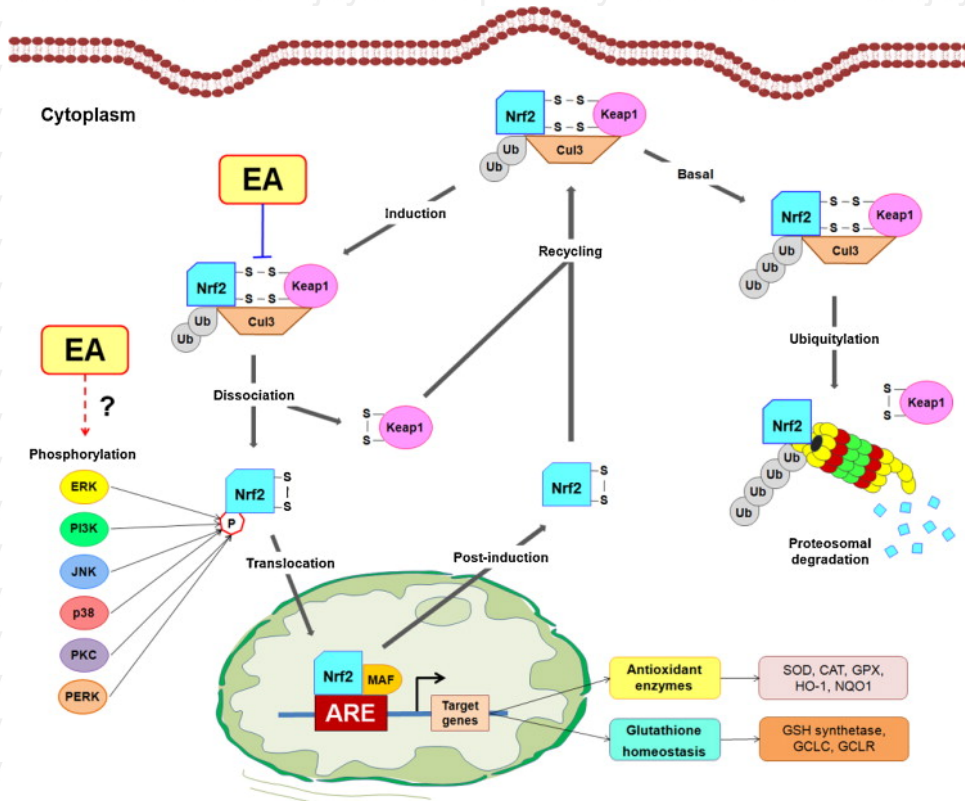 Cytoplasm
Nrf2
S
S
S
S
Keap1
Cul3
Ub
Ub
Basal
Induction
EA
Recycling
Nrf2
S
S
S
S
Keap1
Cul3
Ub
Ub
Ub
Nrf2
S
S
S
S
Keap1
Cul3
Ub
Ub
Ubiquitylation
EA
?
Dissociation
S
S
Keap1
S
S
Keap1
Nrf2
Ub
Ub
Ub
Ub
Proteosomal
degradation
Phosphorylation
ERK
PI3K
JNK
p38
PKC
PERK
Nrf2
S
S
P
Nrf2
S
S
Translocation
Post-induction
Nrf2
MAF
ARE
Target
genes
Antioxidant
enzymes
SOD, CAT, GPX,
HO-1, NQO1
Glutathione
homeostasis
GSH synthetase,
GCLC, GCLR